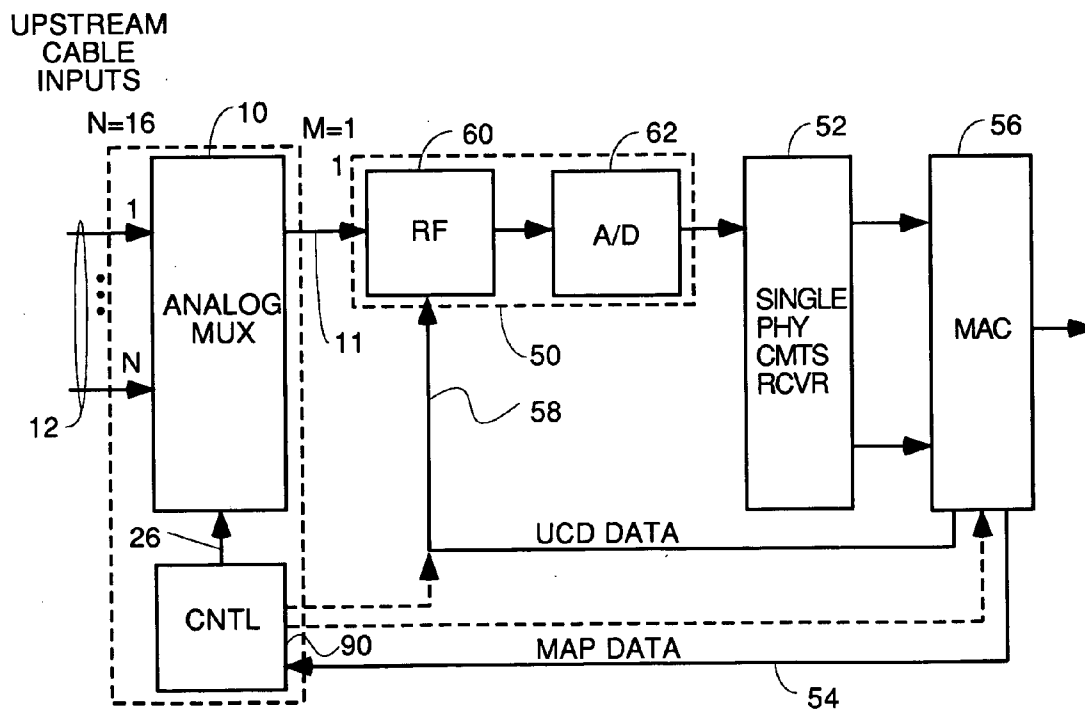 UPSTREAM
CABLE
INPUTS
N=16
10
M=1
60
62
52
56
1
1
RF
A/D
ANALOG
MUX
11
SINGLE
PHY
CMTS
RCVR
MAC
N
50
12
58
26
UCD DATA
CNTL
90
MAP DATA
54